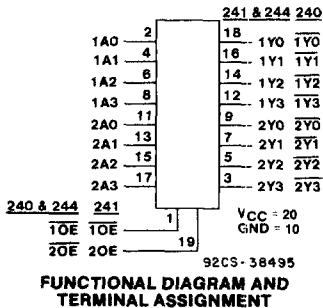 241 & 244 240
1A0 2 18 1Y0 1Y0
1A1 4 16 1Y1 1Y1
1A2 6 14 1Y2 1Y2
1A3 8 12 1Y3 1Y3
2A0 11 9 2Y0 2Y0
2A1 13 7 2Y1 2Y1
2A2 15 5 2Y2 2Y2
2A3 17 3 2Y3 2Y3
240 & 244 241
1OE 1OE 1
2OE 2OE 19
VCC = 20
GND = 10
92CS-38495
FUNCTIONAL DIAGRAM AND
TERMINAL ASSIGNMENT